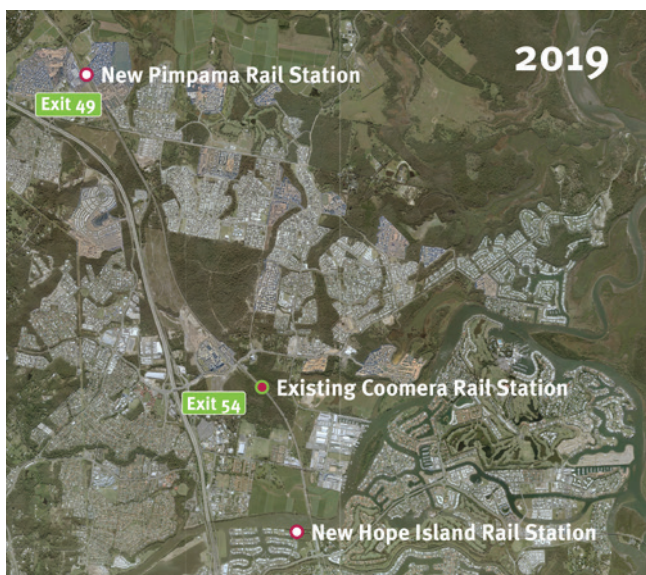 2019
New Pimpama Rail Station
Exit 49
Existing Coomera Rail Station
Exit 54
New Hope Island Rail Station